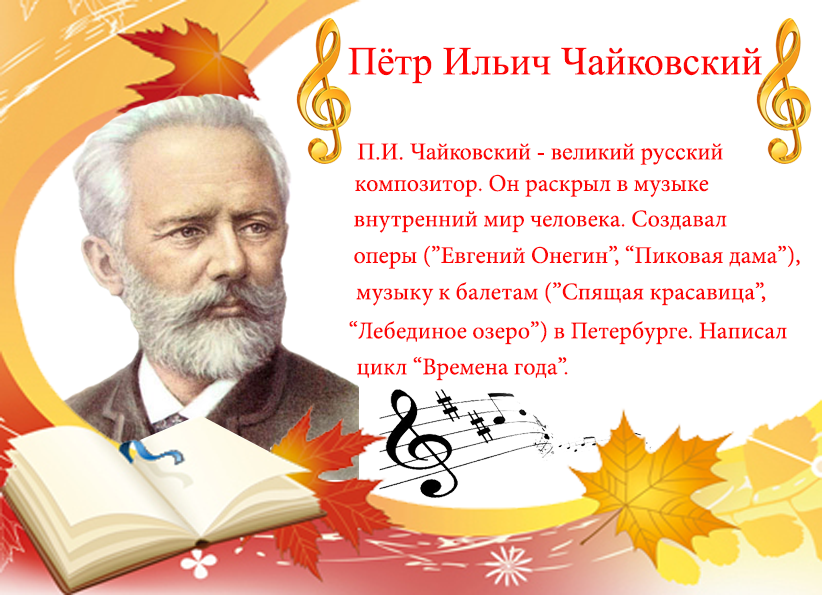 Пётр Ильич Чайковский
П.И. Чайковский - великий русский
композитор. Он раскрыл в музыке
внутренний мир человека. Создавал
оперы (”Евгений Онегин”, “Пиковая дама”),
музыку к балетам (”Спящая красавица”,
“Лебединое озеро”) в Петербурге. Написал
цикл “Времена года”.